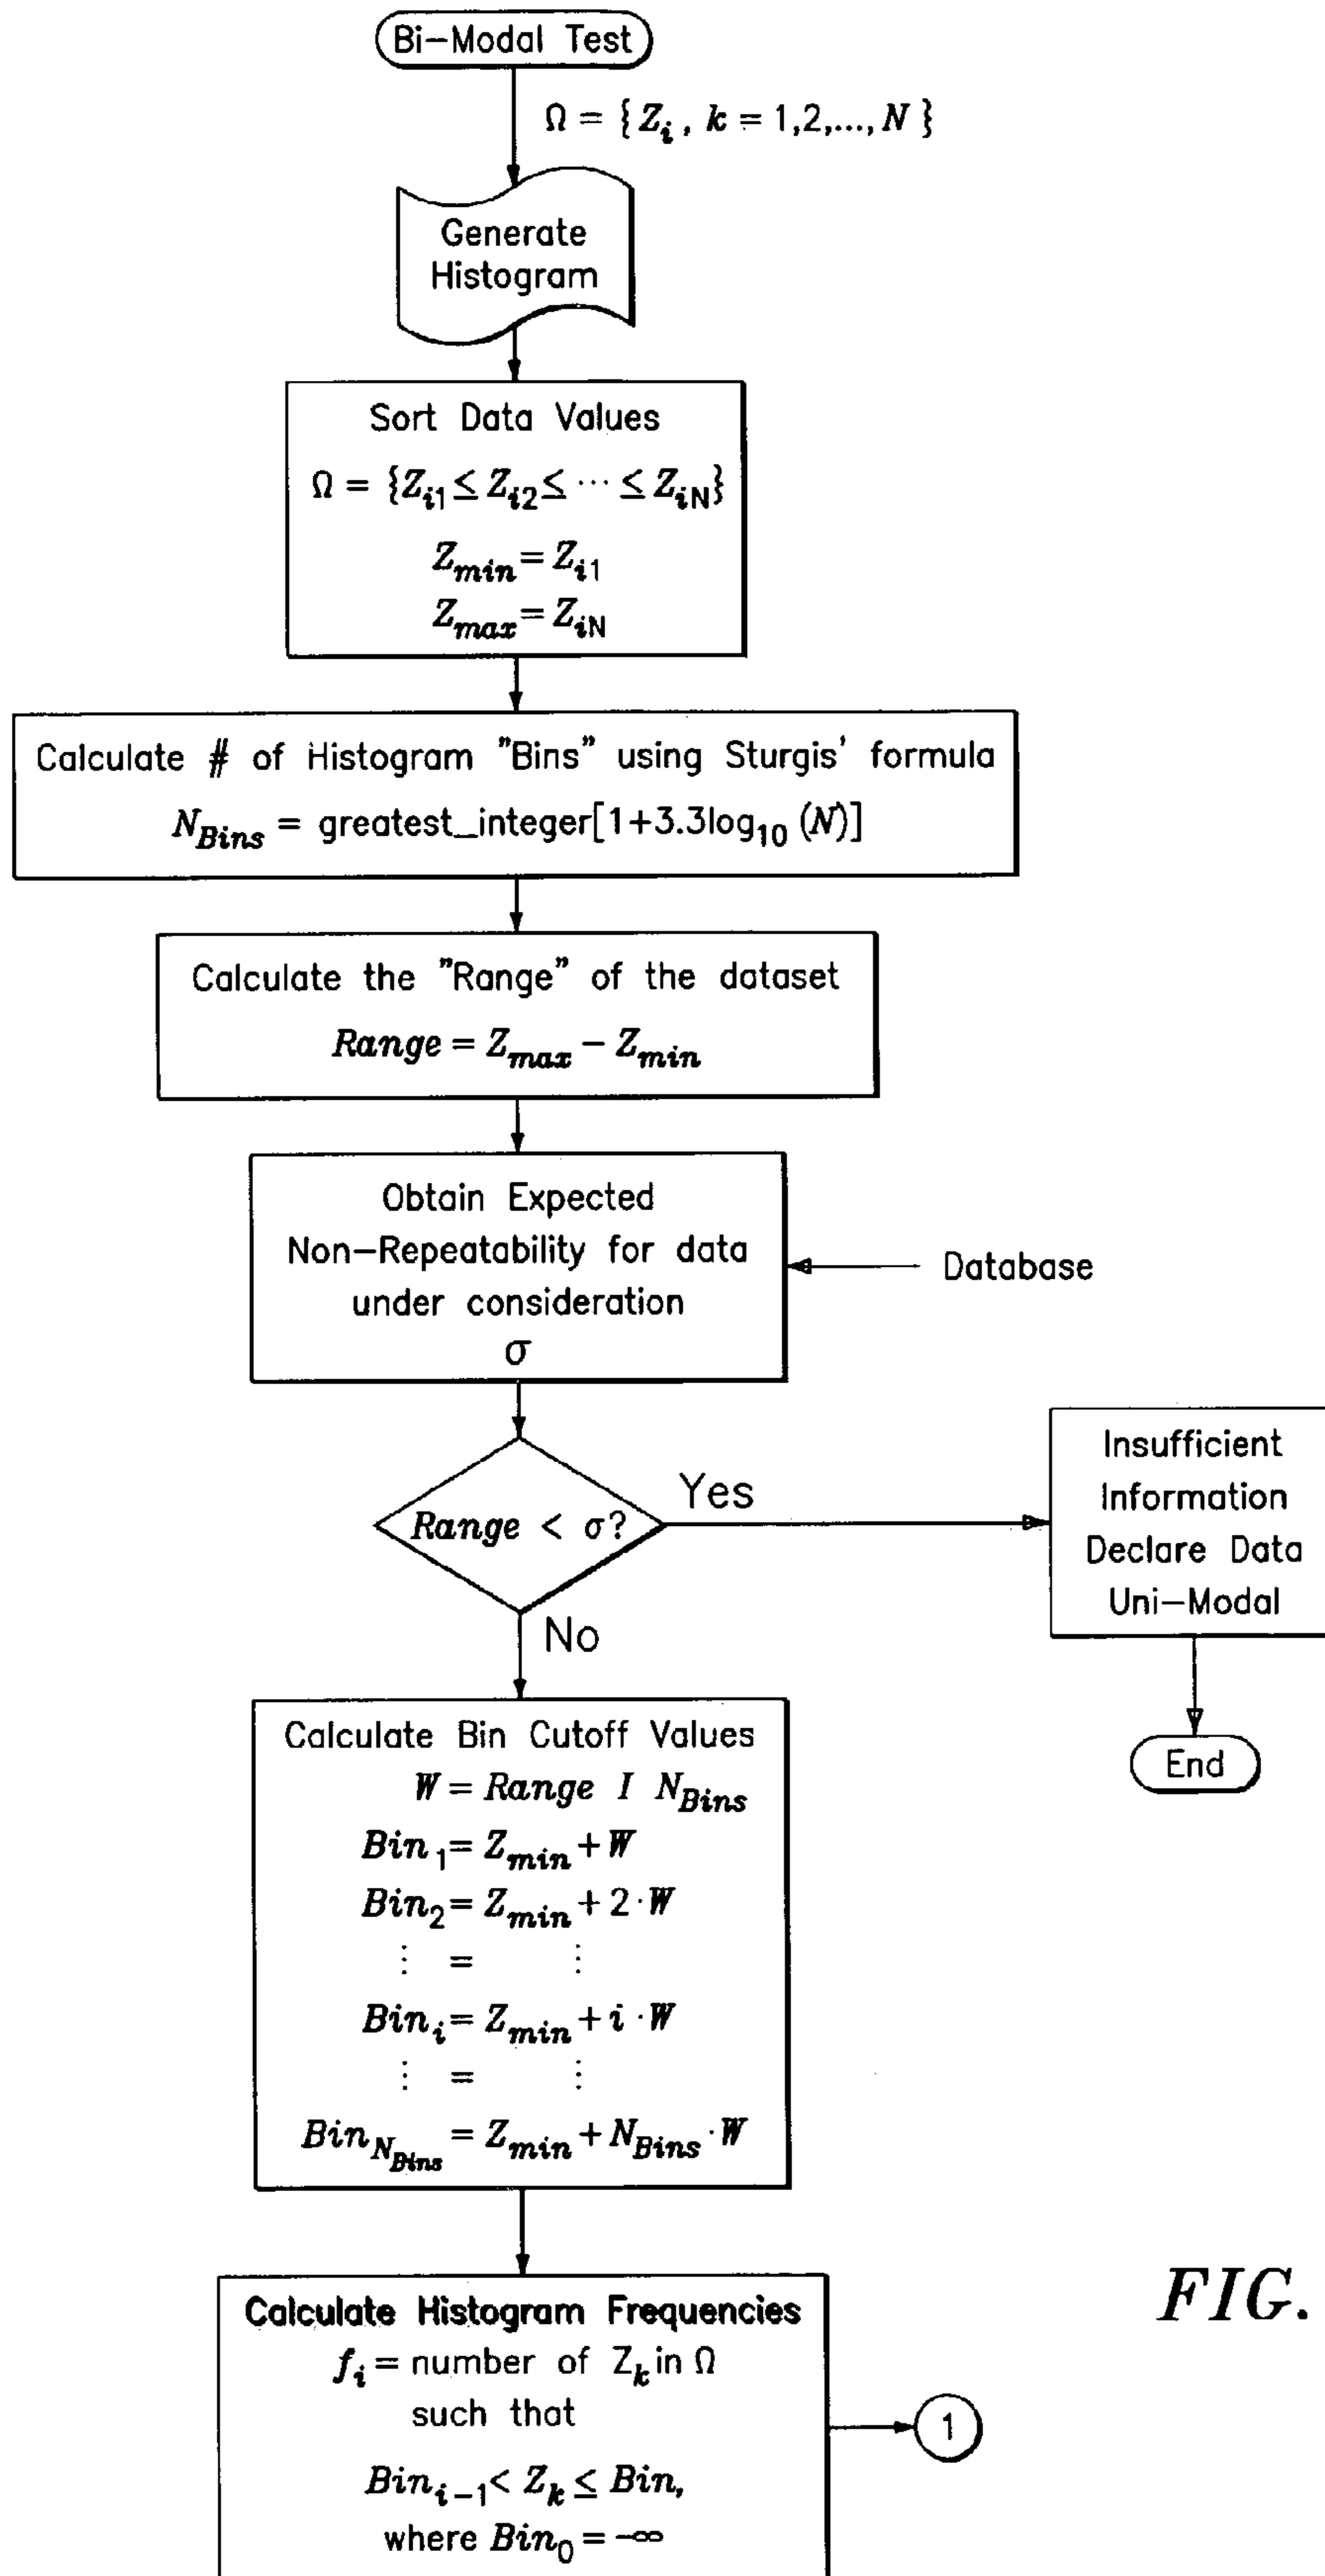 Bi-Modal Test
Ω = { Z_i, k = 1,2,..., N }
Generate
Histogram
Sort Data Values
Ω = {Z_i1 ≤ Z_i2 ≤ ··· ≤ Z_iN}
Z_min = Z_i1
Z_max = Z_iN
Calculate # of Histogram "Bins" using Sturgis' formula
N_Bins = greatest_integer[1+3.3log_10 (N)]
Calculate the "Range" of the dataset
Range = Z_max − Z_min
Obtain Expected
Non-Repeatability for data
under consideration
σ
Database
Range < σ?
Yes
No
Insufficient
Information
Declare Data
Uni-Modal
End
Calculate Bin Cutoff Values
W = Range I N_Bins
Bin_1 = Z_min + W
Bin_2 = Z_min + 2·W
⋮ = ⋮
Bin_i = Z_min + i·W
⋮ = ⋮
Bin_N_Bins = Z_min + N_Bins·W
Calculate Histogram Frequencies
f_i = number of Z_k in Ω
such that
Bin_i−1 < Z_k ≤ Bin,
where Bin_0 = −∞
1
FIG.